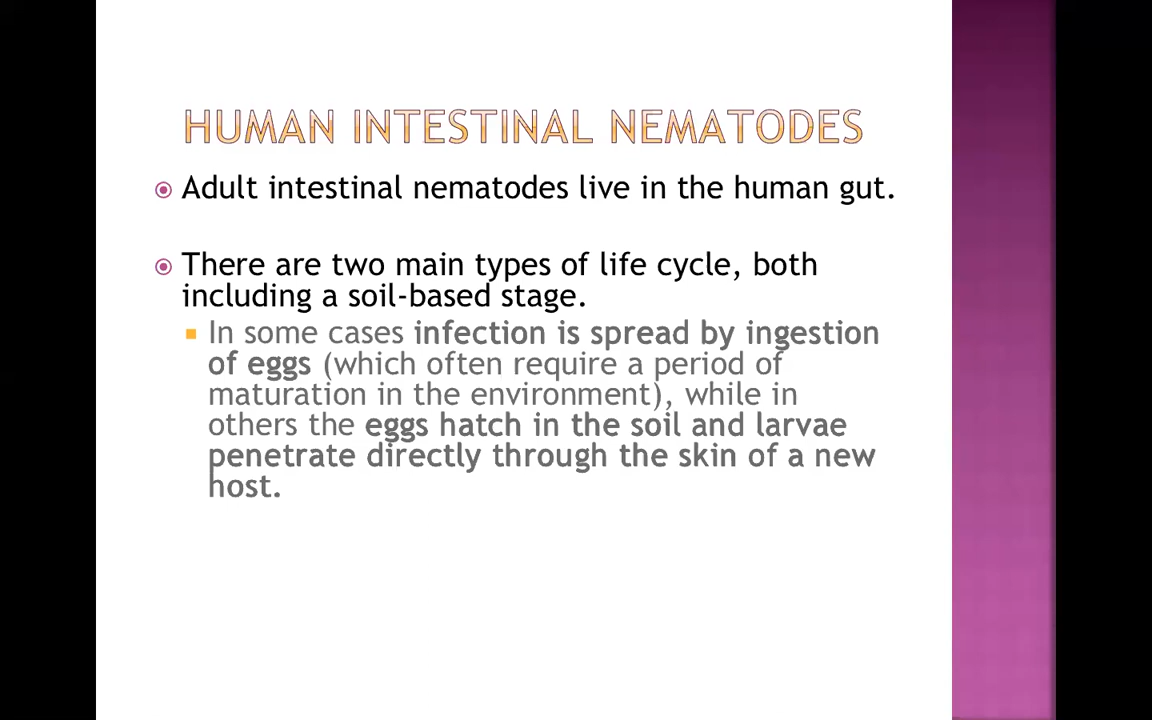 HUMAN INTESTINAL NEMATODES
Adult intestinal nematodes live in the human gut.
There are two main types of life cycle, both
including a soil-based stage.
In some cases infection is spread by ingestion
of eggs (which often require a period of
maturation in the environment), while in
others the eggs hatch in the soil and larvae
penetrate directly through the skin of a new
host.